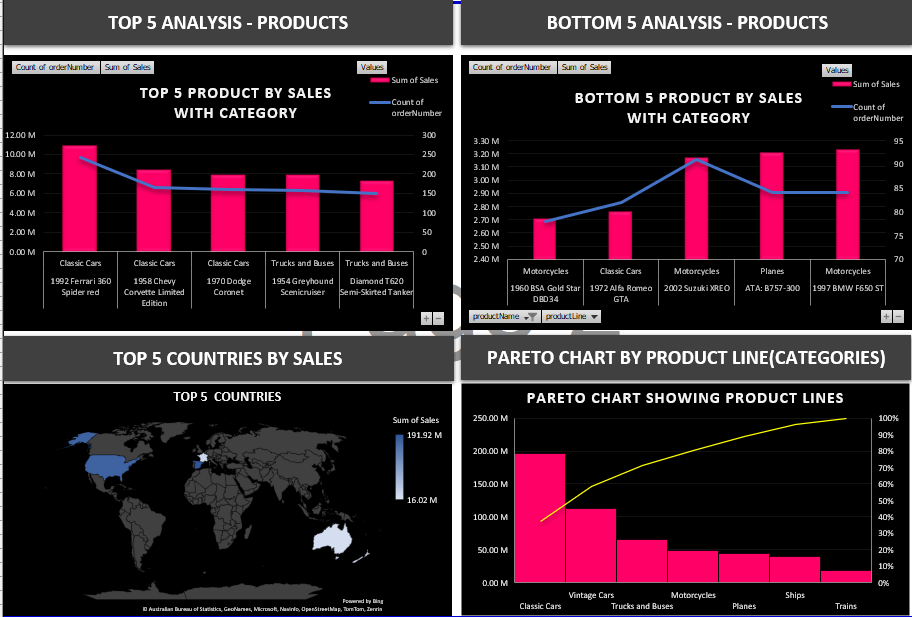 TOP 5 ANALYSIS - PRODUCTS
Count of orderNumber Sum of Sales
Values
Sum of Sales
Count of
orderNumber
TOP 5 PRODUCT BY SALES
WITH CATEGORY
12.00 M
10.00 M
8.00 M
6.00 M
4.00 M
2.00 M
0.00 M
300
250
200
150
100
50
0
Classic Cars Classic Cars Classic Cars Trucks and Buses Trucks and Buses
1992 Ferrari 360
Spider red
1958 Chevy
Corvette Limited
Edition
1970 Dodge
Coronet
1954 Greyhound
Scenicruiser
Diamond T620
Semi-Skirted Tanker
BOTTOM 5 ANALYSIS - PRODUCTS
Count of orderNumber Sum of Sales
Values
Sum of Sales
Count of
orderNumber
BOTTOM 5 PRODUCT BY SALES
WITH CATEGORY
3.30 M
3.20 M
3.10 M
3.00 M
2.90 M
2.80 M
2.70 M
2.60 M
2.50 M
2.40 M
95
90
85
80
75
70
Motorcycles Classic Cars Motorcycles Planes Motorcycles
1960 BSA Gold Star
DBD34
1972 Alfa Romeo
GTA
2002 Suzuki XREO
ATA: B757-300
1997 BMW F650 ST
productName productLine
TOP 5 COUNTRIES BY SALES
TOP 5 COUNTRIES
Sum of Sales
191.92 M
16.02 M
Powered by Bing
© Australian Bureau of Statistics, GeoNames, Microsoft, Navinfo, OpenStreetMap, TomTom, Zenrin
PARETO CHART BY PRODUCT LINE(CATEGORIES)
PARETO CHART SHOWING PRODUCT LINES
250.00 M
200.00 M
150.00 M
100.00 M
50.00 M
0.00 M
100%
90%
80%
70%
60%
50%
40%
30%
20%
10%
0%
Classic Cars
Vintage Cars
Trucks and Buses
Motorcycles
Planes
Ships
Trains